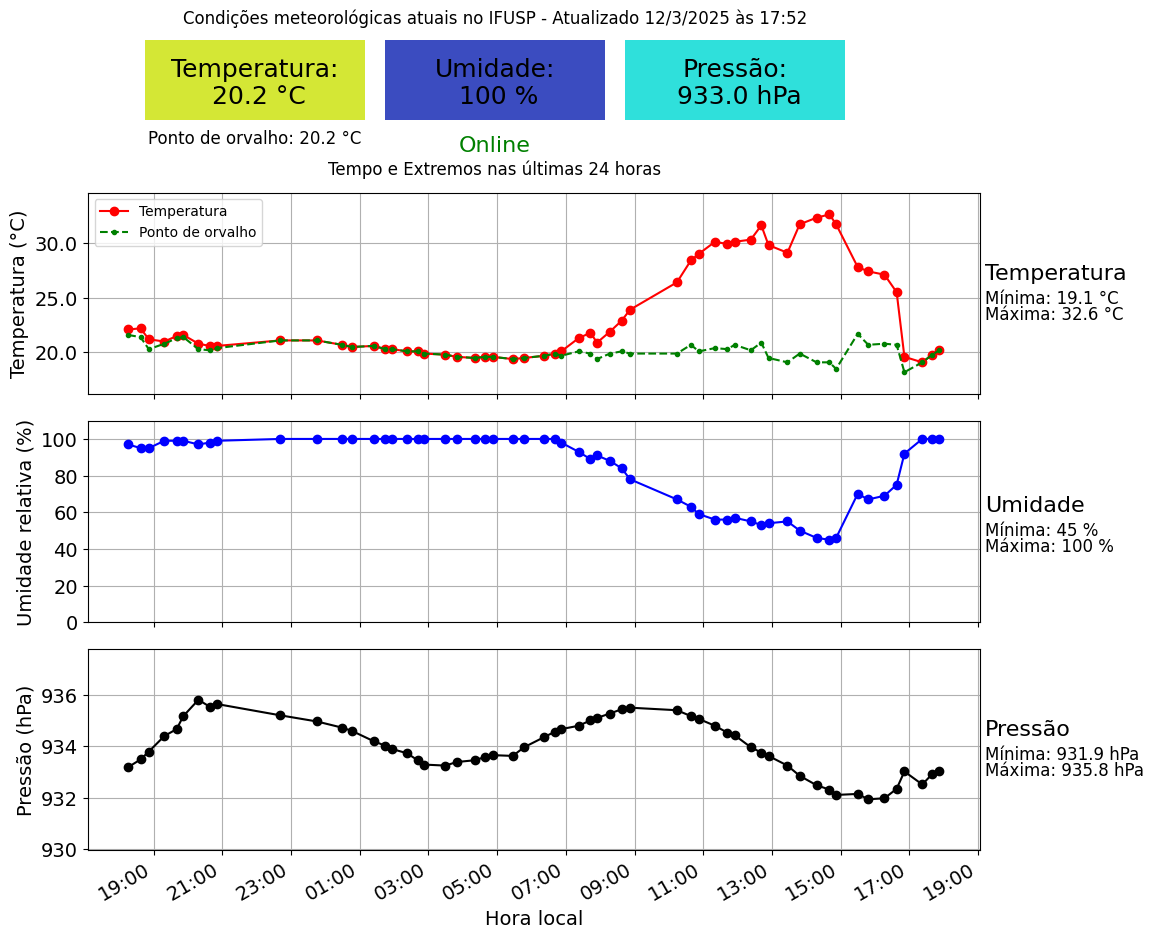 Condições meteorológicas atuais no IFUSP - Atualizado 12/3/2025 às 17:52
Temperatura:
20.2 °C
Umidade:
100 %
Pressão:
933.0 hPa
Ponto de orvalho: 20.2 °C
Online
Tempo e Extremos nas últimas 24 horas
Temperatura (°C)
30.0
25.0
20.0
Temperatura
Ponto de orvalho
Temperatura
Mínima: 19.1 °C
Máxima: 32.6 °C
Umidade relativa (%)
100
80
60
40
20
0
Umidade
Mínima: 45 %
Máxima: 100 %
Pressão (hPa)
936
934
932
930
Pressão
Mínima: 931.9 hPa
Máxima: 935.8 hPa
19:00 21:00 23:00 01:00 03:00 05:00 07:00 09:00 11:00 13:00 15:00 17:00 19:00
Hora local